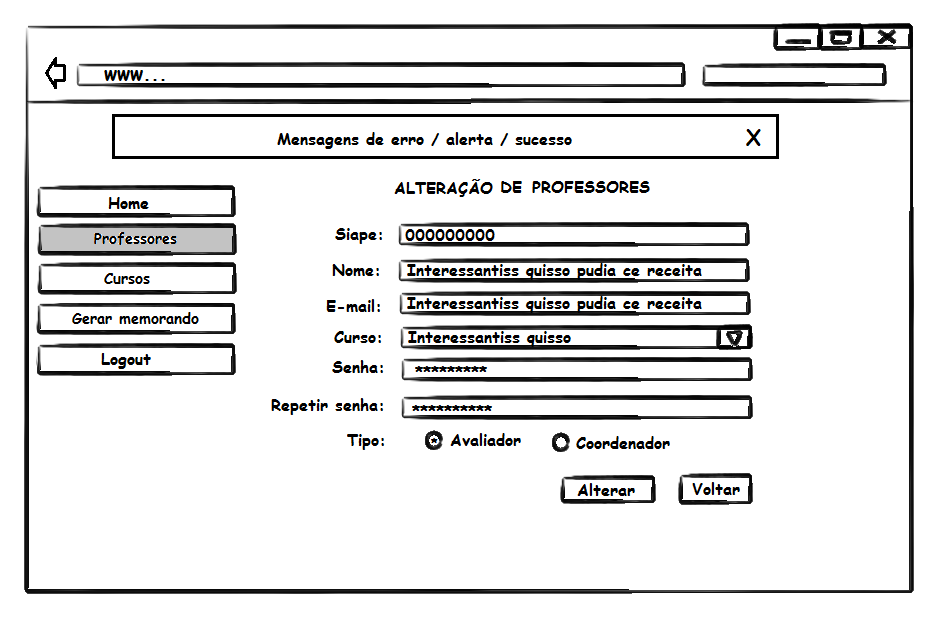 www...
Mensagens de erro / alerta / sucesso X
ALTERAÇÃO DE PROFESSORES
Home
Professores
Cursos
Gerar memorando
Logout
Siape: 000000000
Nome: Interessantiss quisso pudia ce receita
E-mail: Interessantiss quisso pudia ce receita
Curso: Interessantiss quisso
Senha: *********
Repetir senha: **********
Tipo: Avaliador Coordenador
Alterar Voltar